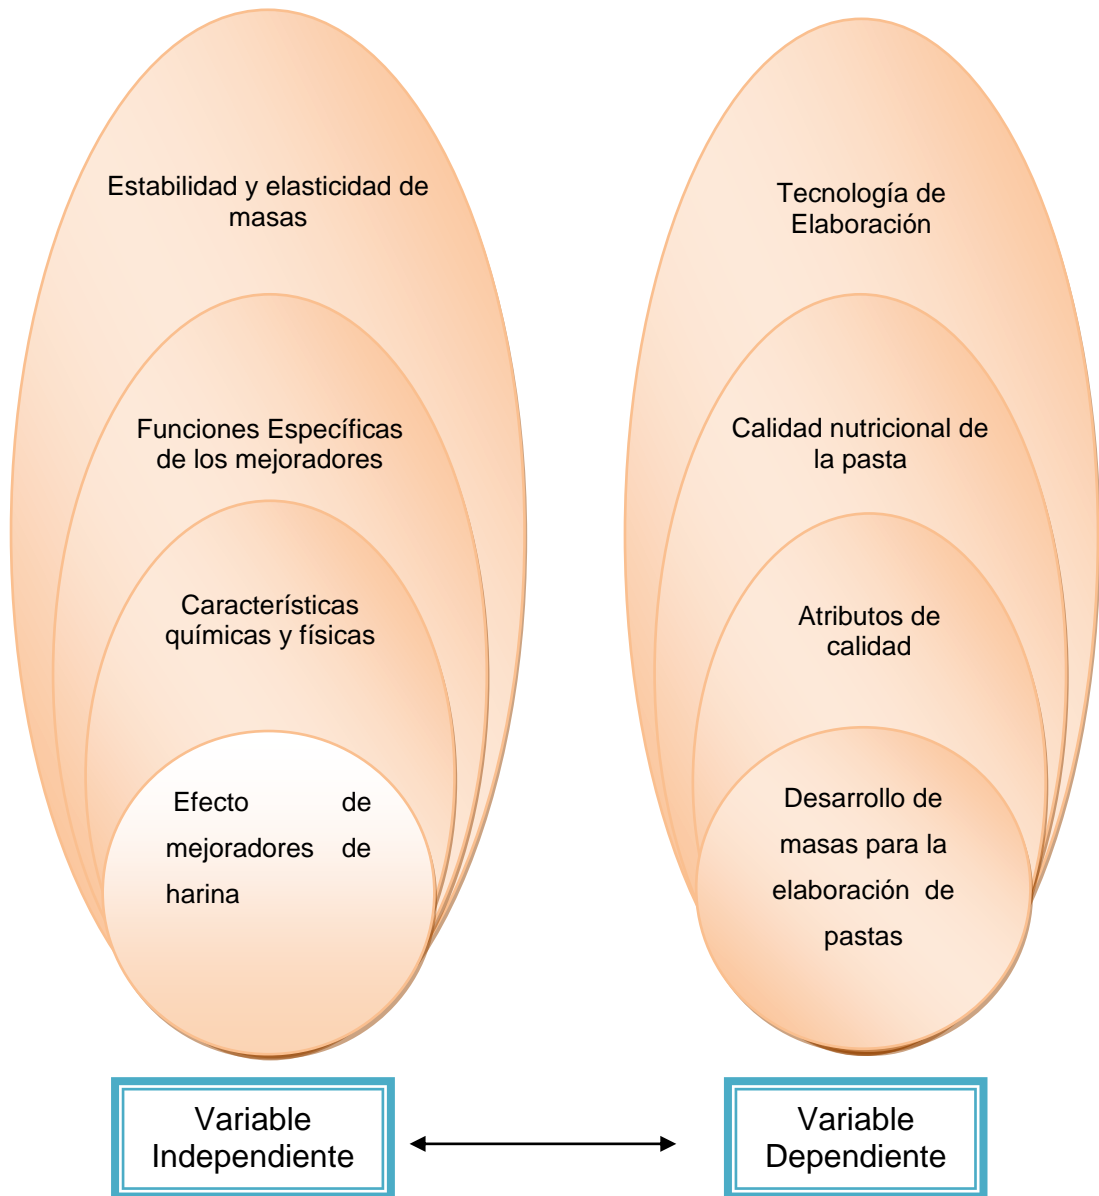 Estabilidad y elasticidad de
masas
Funciones Específicas
de los mejoradores
Características
químicas y físicas
Efecto de
mejoradores de
harina
Variable
Independiente
Tecnología de
Elaboración
Calidad nutricional de
la pasta
Atributos de
calidad
Desarrollo de
masas para la
elaboración de
pastas
Variable
Dependiente